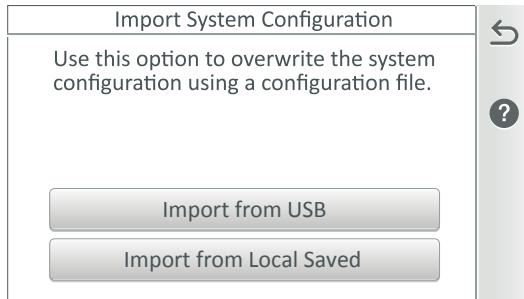 Import System Configuration
Use this option to overwrite the system
configuration using a configuration file.
?
Import from USB
Import from Local Saved